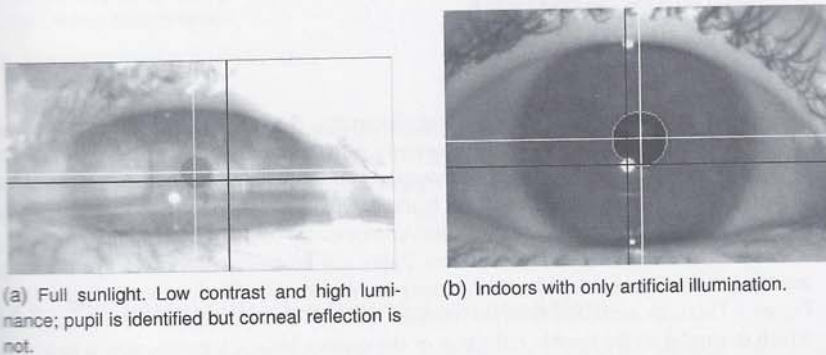 (a) Full sunlight. Low contrast and high lumi-
nance; pupil is identified but corneal reflection is
not.
(b) Indoors with only artificial illumination.